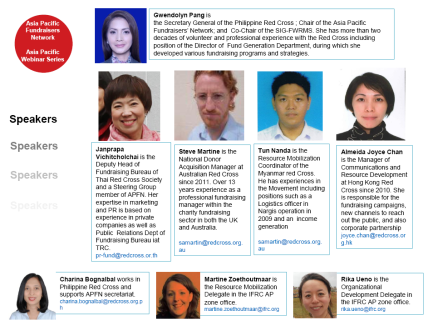 Asia Pacific
Fundraisers
Network
Asia Pacific
Webinar Series
Gwendolyn Pang is
the Secretary General of the Philippine Red Cross ; Chair of the Asia Pacific
Fundraisers' Network; and Co-Chair of the SIG-FWRMS. She has more than two
decades of volunteer and professional experience with the Red Cross including
position of the Director of Fund Generation Department, during which she
developed various fundraising programs and strategies.
Speakers
Speakers
Speakers
Speakers
Janprapa
Vichitcholchai is the
Deputy Head of
Fundraising Bureau of
Thai Red Cross Society
and a Steering Group
member of APFN. Her
expertise in marketing
and PR is based on
experience in private
companies as well as
Public Relations Dept of
Fundraising Bureau iat
TRC.
pr-fund@redcross.or.th
Steve Martine is the
National Donor
Acquisition Manager at
Australian Red Cross
since 2011. Over 13
years experience as a
professional fundraising
manager within the
charity fundraising
sector in both the UK
and Australia.
samartin@redcross.org.
au
Tun Nanda is the
Resource Mobilization
Coordinator of the
Myanmar red Cross.
He has experiences
in the Movement including
positions such as a
Logistics officer in
Nargis operation in
2009 and an income
generation
samartin@redcross.org.
au
Almeida Joyce Chan
is the Manager of
Communications and
Resource Development
at Hong Kong Red
Cross since 2010. She
is responsible for the
fundraising campaigns,
new channels to reach
out the public, and also
corporate partnership
joyce.chan@redcross.or
g.hk
Charina Bognalbal works in
Philippine Red Cross and
supports APFN secretariat.
charina.bognalbal@redcross.org.p
h
Martine Zoethoutmaar is
the Resource Mobilization
Delegate in the IFRC AP
zone office.
martine.zoethoutmaar@ifrc.org
Rika Ueno is the
Organizational
Development Delegate in
the IFRC AP zone office.
rika.ueno@ifrc.org